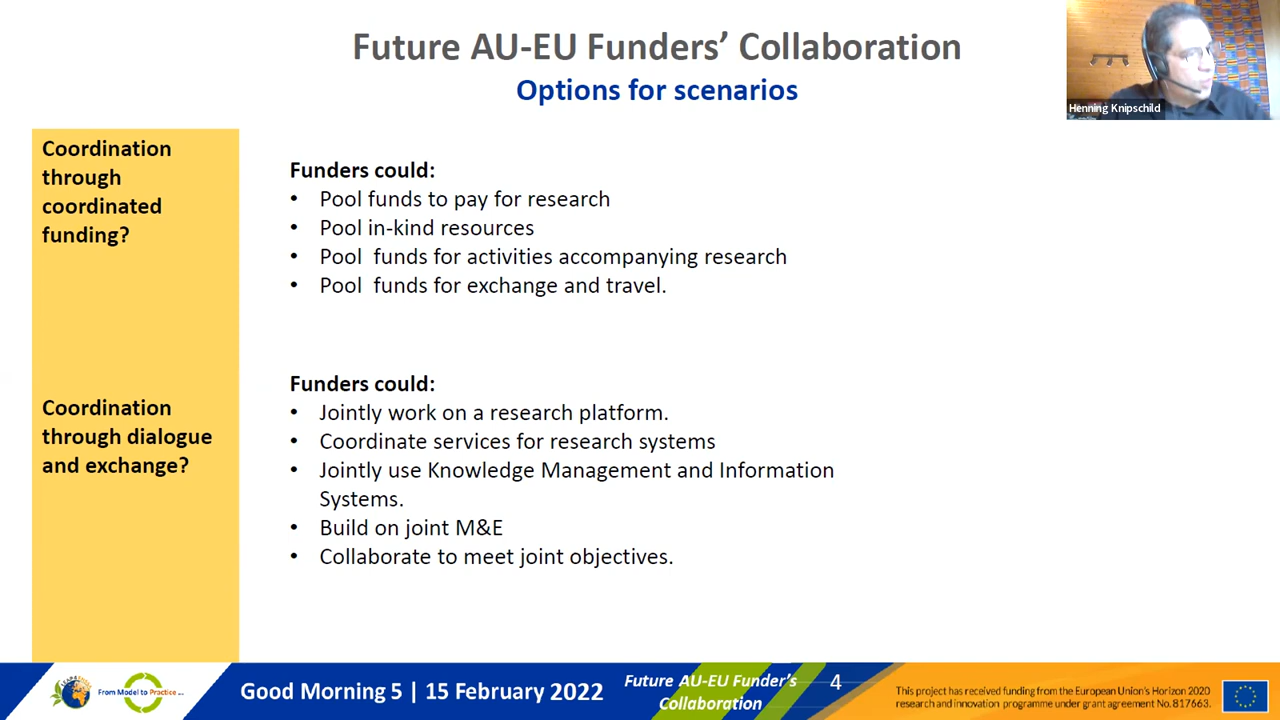 Future AU-EU Funders’ Collaboration
Options for scenarios
Henning Knipschild
Coordination
through
coordinated
funding?
Funders could:
• Pool funds to pay for research
• Pool in-kind resources
• Pool funds for activities accompanying research
• Pool funds for exchange and travel.
Coordination
through dialogue
and exchange?
Funders could:
• Jointly work on a research platform.
• Coordinate services for research systems
• Jointly use Knowledge Management and Information
Systems.
• Build on joint M&E
• Collaborate to meet joint objectives.
From Model to Practice
Good Morning 5 | 15 February 2022
Future AU-EU Funder’s
Collaboration
4
This project has received funding from the European Union’s Horizon 2020
research and innovation programme under grant agreement No. 817663.